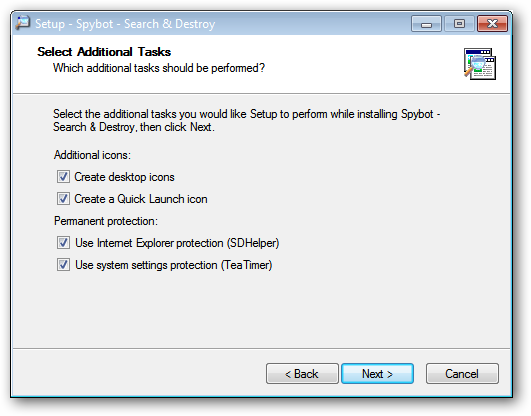 Setup - Spybot - Search & Destroy
Select Additional Tasks
Which additional tasks should be performed?
Select the additional tasks you would like Setup to perform while installing Spybot -
Search & Destroy, then click Next.
Additional icons:
Create desktop icons
Create a Quick Launch icon
Permanent protection:
Use Internet Explorer protection (SDHelper)
Use system settings protection (TeaTimer)
< Back
Next >
Cancel